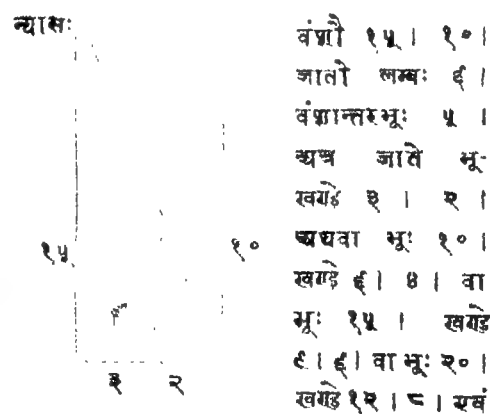 न्यासः
वंशौ १५ । १० ।
जातो लम्बः ६ ।
वंशान्तरभूः ५ ।
अत्र जाते भू-
खण्डे ३ । २ ।
अथवा भूः १० ।
खण्डे ६ । ४ । वा
भूः १५ । खण्डे
९ । ६ । वा भूः २० ।
खण्डे १२ । ८ । एवं
१५
१०
६
३ २